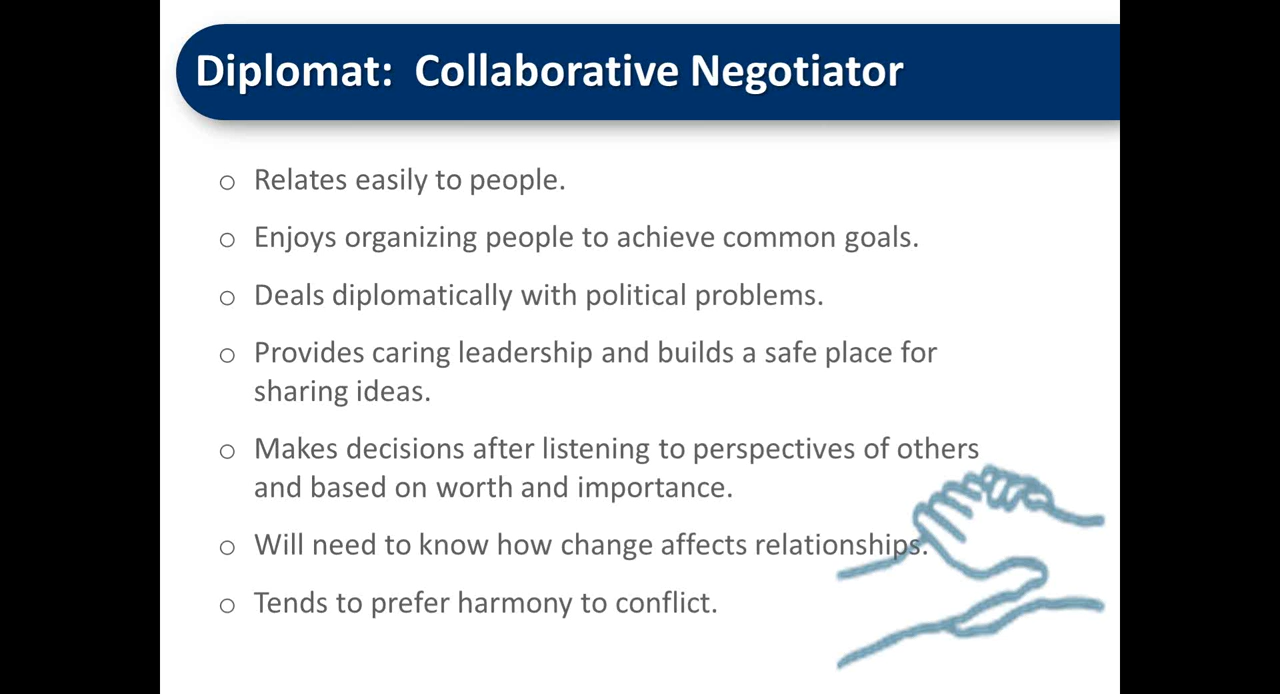 Diplomat: Collaborative Negotiator
o Relates easily to people.
o Enjoys organizing people to achieve common goals.
o Deals diplomatically with political problems.
o Provides caring leadership and builds a safe place for
sharing ideas.
o Makes decisions after listening to perspectives of others
and based on worth and importance.
o Will need to know how change affects relationships.
o Tends to prefer harmony to conflict.